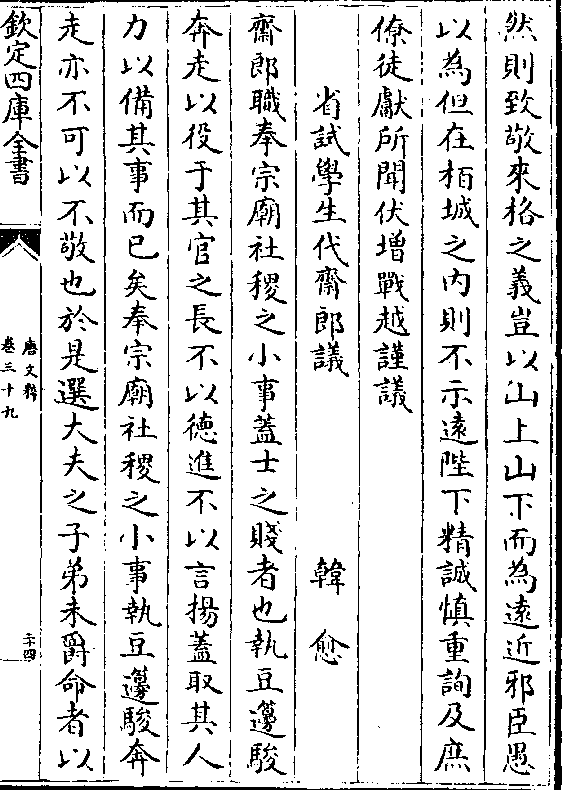 然則致敬來格之義豈以山上山下而為遠近邪臣愚
以為但在栢城之内則不示遠陛下精誠慎重詢及庶
僚徒獻所聞伏增戰越謹議
省試學生代齋郎議 韓愈
齋郎職奉宗廟社稷之小事蓋士之賤者也執豆籩駿
奔走以役于其官之長不以德進不以言揚蓋取其人
力以備其事而已矣奉宗廟社稷之小事執豆籩駿奔
走亦不可以不敬也於是選大夫之子弟未爵命者以
欽定四庫全書
唐文粹
卷三十九
二十四